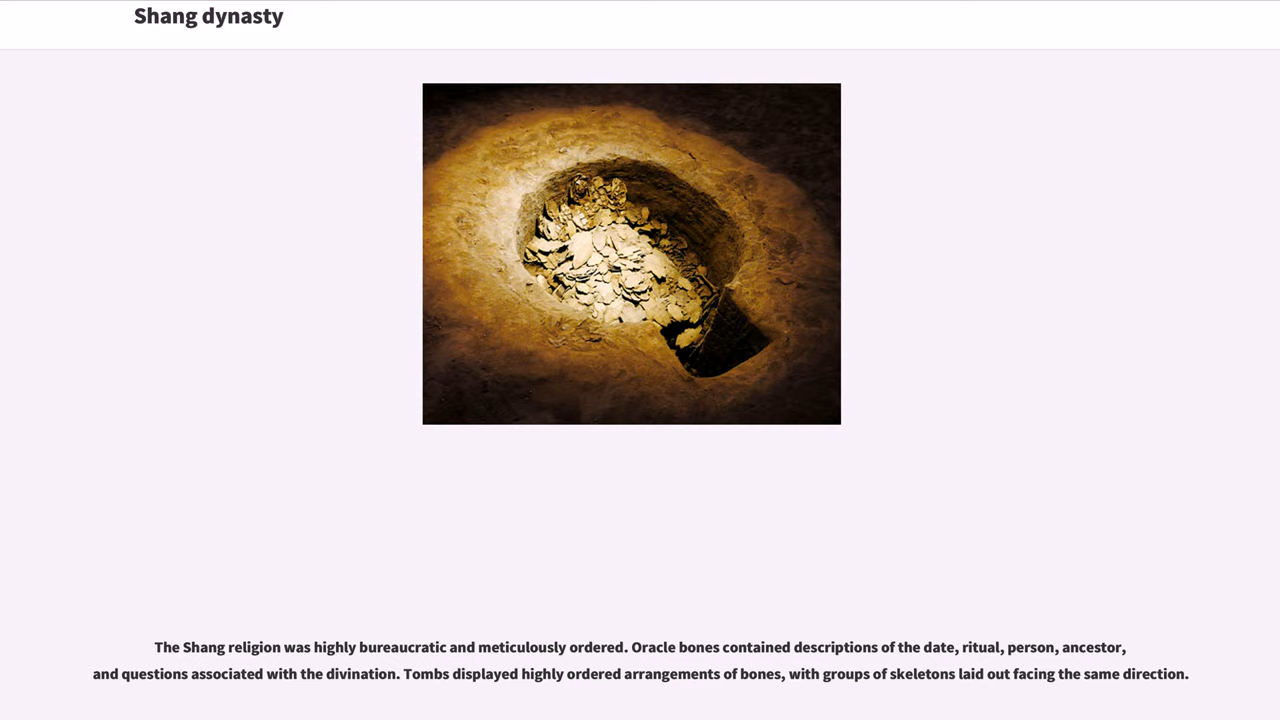 Shang dynasty
The Shang religion was highly bureaucratic and meticulously ordered. Oracle bones contained descriptions of the date, ritual, person, ancestor,
and questions associated with the divination. Tombs displayed highly ordered arrangements of bones, with groups of skeletons laid out facing the same direction.